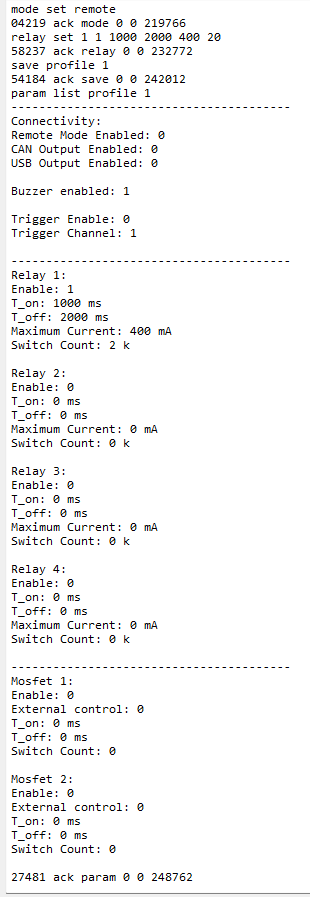 mode set remote
04219 ack mode 0 0 219766
relay set 1 1 1000 2000 400 20
58237 ack relay 0 0 232772
save profile 1
54184 ack save 0 0 242012
param list profile 1
----------------------------------------
Connectivity:
Remote Mode Enabled: 0
CAN Output Enabled: 0
USB Output Enabled: 0
Buzzer enabled: 1
Trigger Enable: 0
Trigger Channel: 1
----------------------------------------
Relay 1:
Enable: 1
T_on: 1000 ms
T_off: 2000 ms
Maximum Current: 400 mA
Switch Count: 2 k
Relay 2:
Enable: 0
T_on: 0 ms
T_off: 0 ms
Maximum Current: 0 mA
Switch Count: 0 k
Relay 3:
Enable: 0
T_on: 0 ms
T_off: 0 ms
Maximum Current: 0 mA
Switch Count: 0 k
Relay 4:
Enable: 0
T_on: 0 ms
T_off: 0 ms
Maximum Current: 0 mA
Switch Count: 0 k
----------------------------------------
Mosfet 1:
Enable: 0
External control: 0
T_on: 0 ms
T_off: 0 ms
Switch Count: 0
Mosfet 2:
Enable: 0
External control: 0
T_on: 0 ms
T_off: 0 ms
Switch Count: 0
27481 ack param 0 0 248762